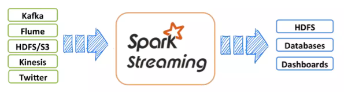 Kafka
Flume
HDFS/S3
Kinesis
Twitter
Spark
Streaming
HDFS
Databases
Dashboards